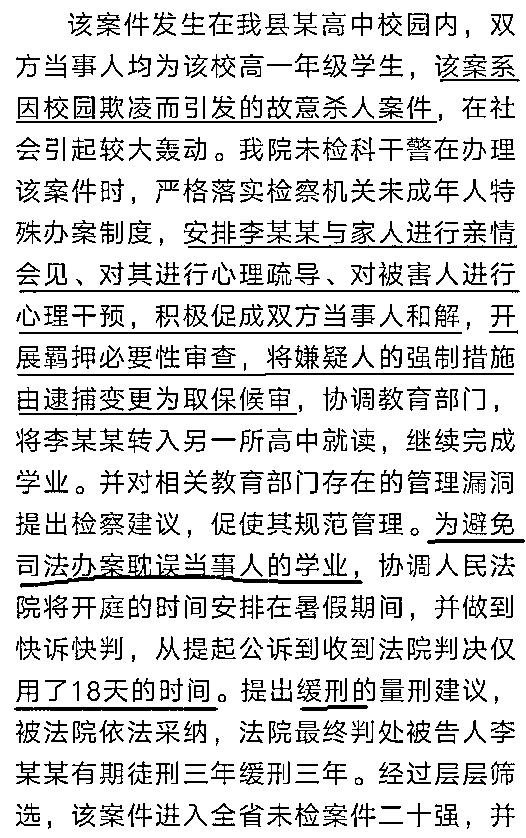 该案件发生在我县某高中校园内，双
方当事人均为该校高一年级学生，该案系
因校园欺凌而引发的故意杀人案件，在社
会引起较大轰动。我院未检科干警在办理
该案件时，严格落实检察机关未成年人特
殊办案制度，安排李某某与家人进行亲情
会见、对其进行心理疏导、对被害人进行
心理干预，积极促成双方当事人和解，开
展羁押必要性审查，将嫌疑人的强制措施
由逮捕变更为取保候审，协调教育部门，
将李某某转入另一所高中就读，继续完成
学业。并对相关教育部门存在的管理漏洞
提出检察建议，促使其规范管理。为避免
司法办案耽误当事人的学业，协调人民法
院将开庭的时间安排在暑假期间，并做到
快诉快判，从提起公诉到收到法院判决仅
用了18天的时间。提出缓刑的量刑建议，
被法院依法采纳，法院最终判处被告人李
某某有期徒刑三年缓刑三年。经过层层筛
选，该案件进入全省未检案件二十强，并